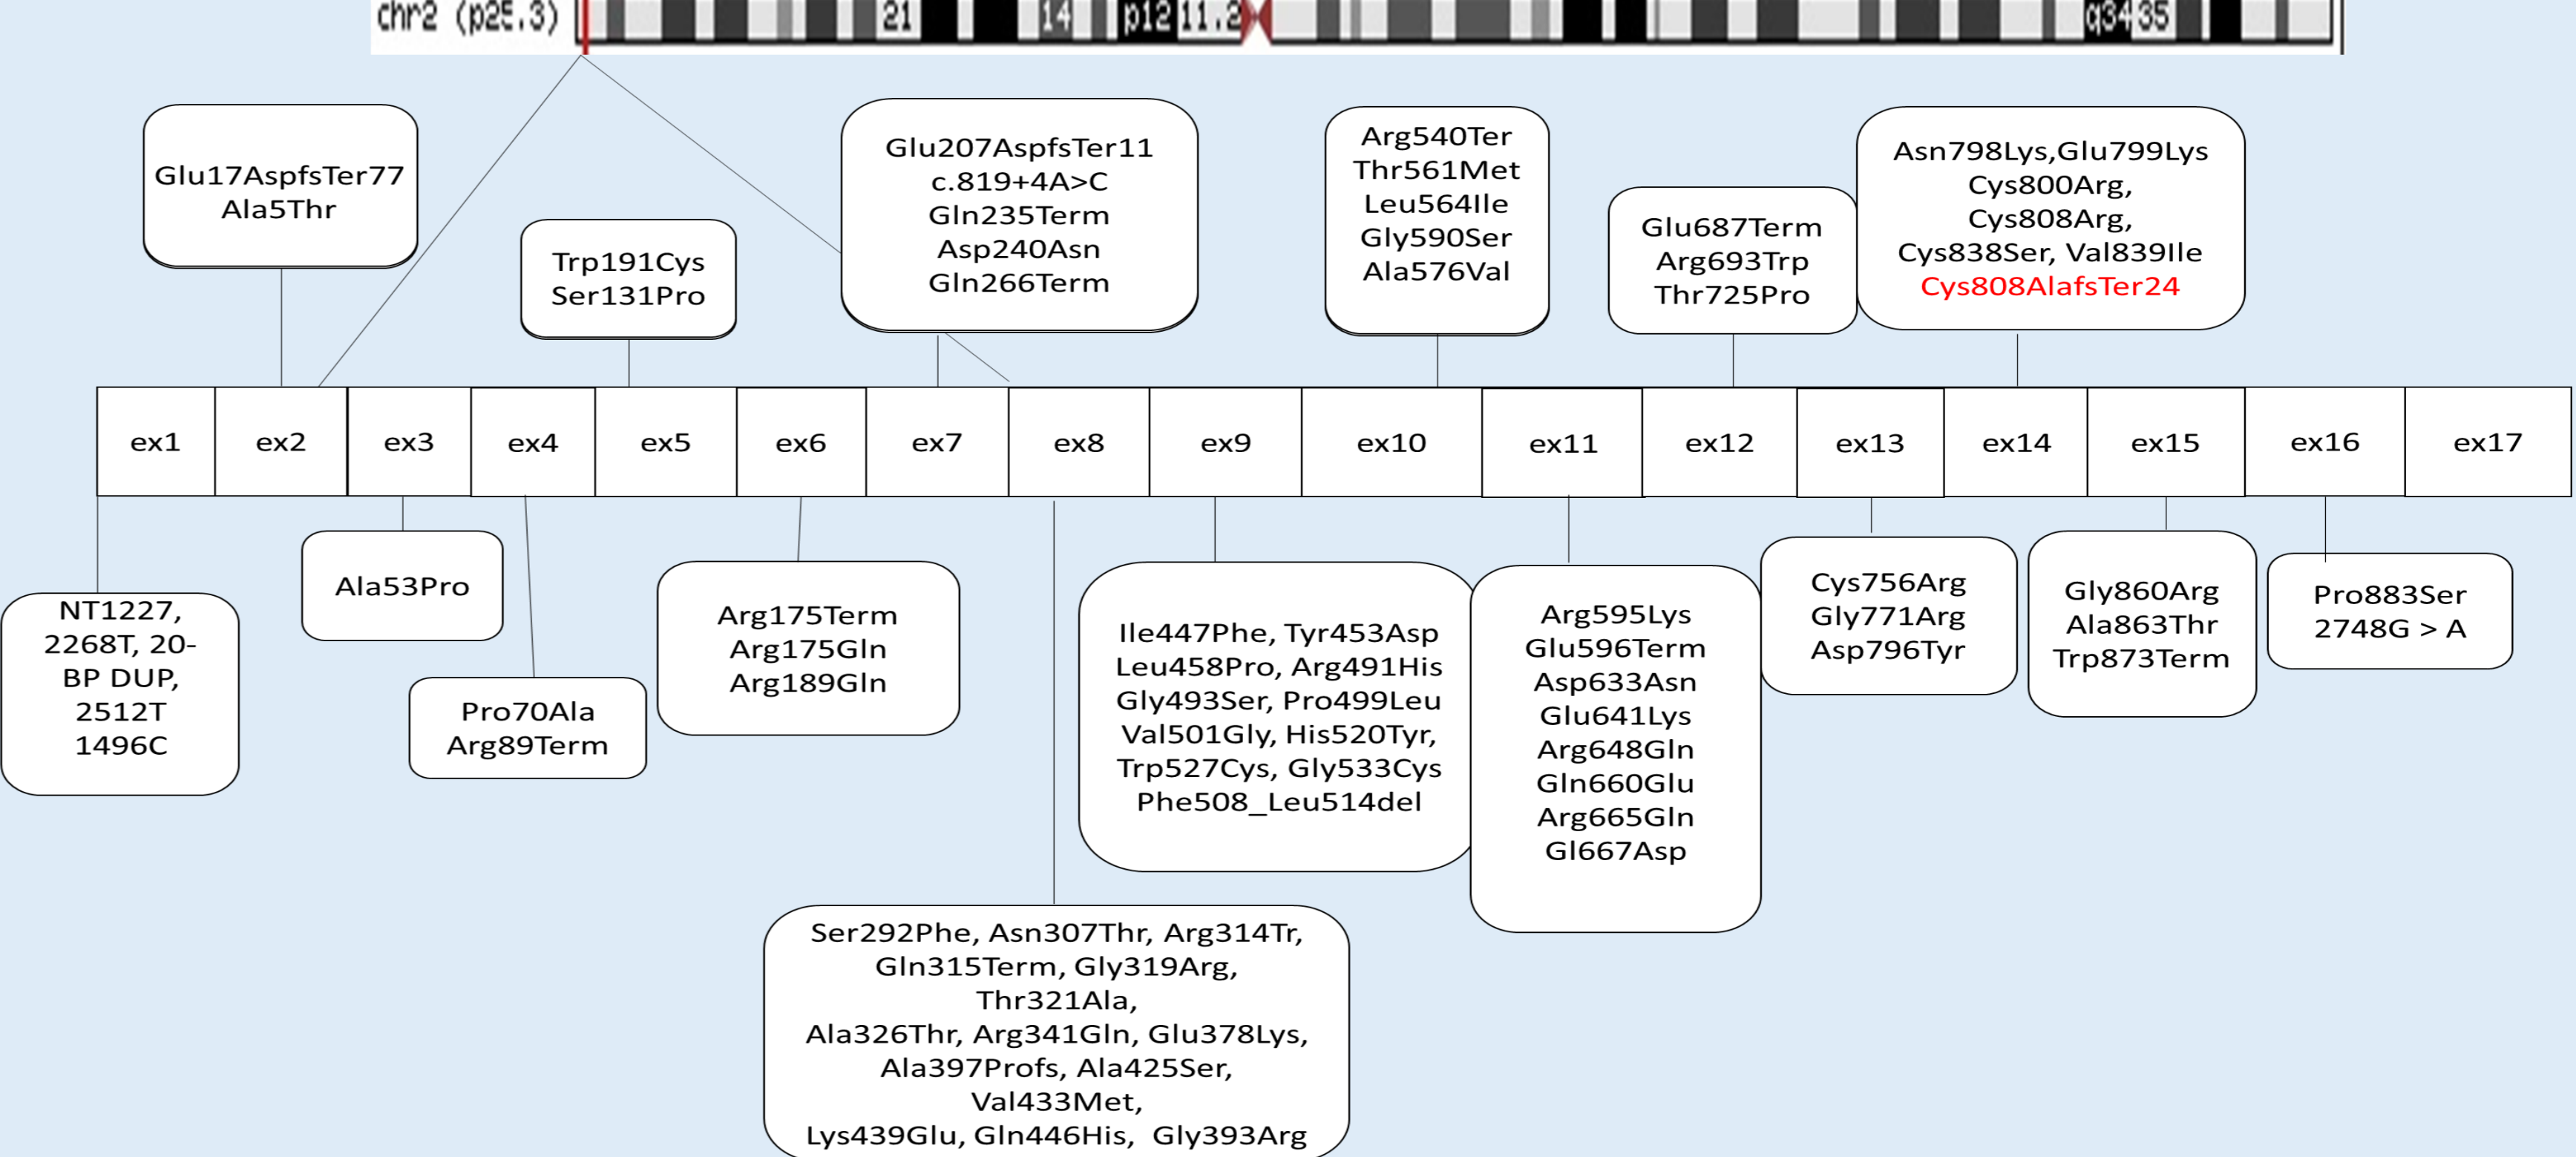 chr2 (p25.3) 21 14 p12 11.2 q34 35
Glu17AspfsTer77
Ala5Thr
Trp191Cys
Ser131Pro
Glu207AspfsTer11
c.819+4A>C
Gln235Term
Asp240Asn
Gln266Term
Arg540Ter
Thr561Met
Leu564Ile
Gly590Ser
Ala576Val
Glu687Term
Arg693Trp
Thr725Pro
Asn798Lys,Glu799Lys
Cys800Arg,
Cys808Arg,
Cys838Ser, Val839Ile
Cys808AlafsTer24
ex1 ex2 ex3 ex4 ex5 ex6 ex7 ex8 ex9 ex10 ex11 ex12 ex13 ex14 ex15 ex16 ex17
NT1227,
2268T, 20-
BP DUP,
2512T
1496C
Ala53Pro
Pro70Ala
Arg89Term
Arg175Term
Arg175Gln
Arg189Gln
Ser292Phe, Asn307Thr, Arg314Tr,
Gln315Term, Gly319Arg,
Thr321Ala,
Ala326Thr, Arg341Gln, Glu378Lys,
Ala397Profs, Ala425Ser,
Val433Met,
Lys439Glu, Gln446His, Gly393Arg
Ile447Phe, Tyr453Asp
Leu458Pro, Arg491His
Gly493Ser, Pro499Leu
Val501Gly, His520Tyr,
Trp527Cys, Gly533Cys
Phe508_Leu514del
Arg595Lys
Glu596Term
Asp633Asn
Glu641Lys
Arg648Gln
Gln660Glu
Arg665Gln
Gl667Asp
Cys756Arg
Gly771Arg
Asp796Tyr
Gly860Arg
Ala863Thr
Trp873Term
Pro883Ser
2748G > A